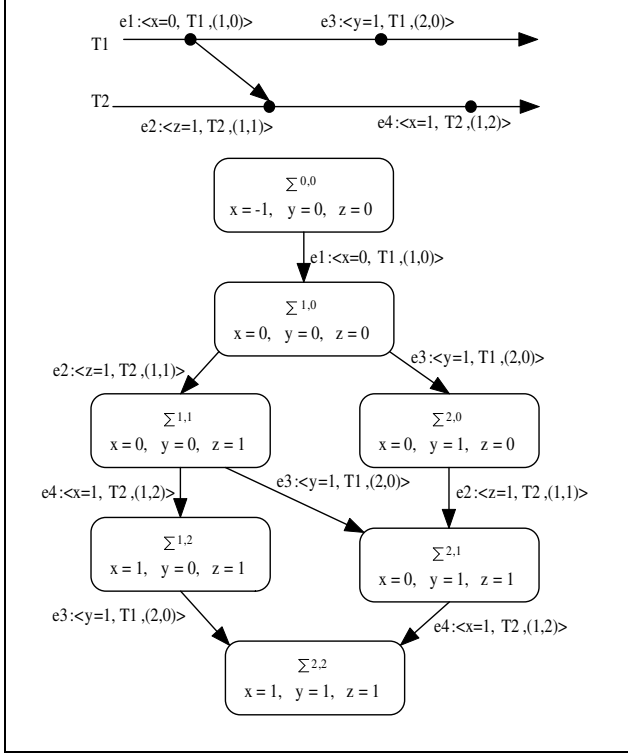 e1:<x=0, T1 ,(1,0)>
e3:<y=1, T1 ,(2,0)>
T1
T2
e2:<z=1, T2 ,(1,1)>
e4:<x=1, T2 ,(1,2)>
∑0,0
x = -1, y = 0, z = 0
e1:<x=0, T1 ,(1,0)>
∑1,0
x = 0, y = 0, z = 0
e2:<z=1, T2 ,(1,1)>
e3:<y=1, T1 ,(2,0)>
∑1,1
x = 0, y = 0, z = 1
∑2,0
x = 0, y = 1, z = 0
e4:<x=1, T2 ,(1,2)>
e3:<y=1, T1 ,(2,0)>
e2:<z=1, T2 ,(1,1)>
∑1,2
x = 1, y = 0, z = 1
∑2,1
x = 0, y = 1, z = 1
e3:<y=1, T1 ,(2,0)>
e4:<x=1, T2 ,(1,2)>
∑2,2
x = 1, y = 1, z = 1